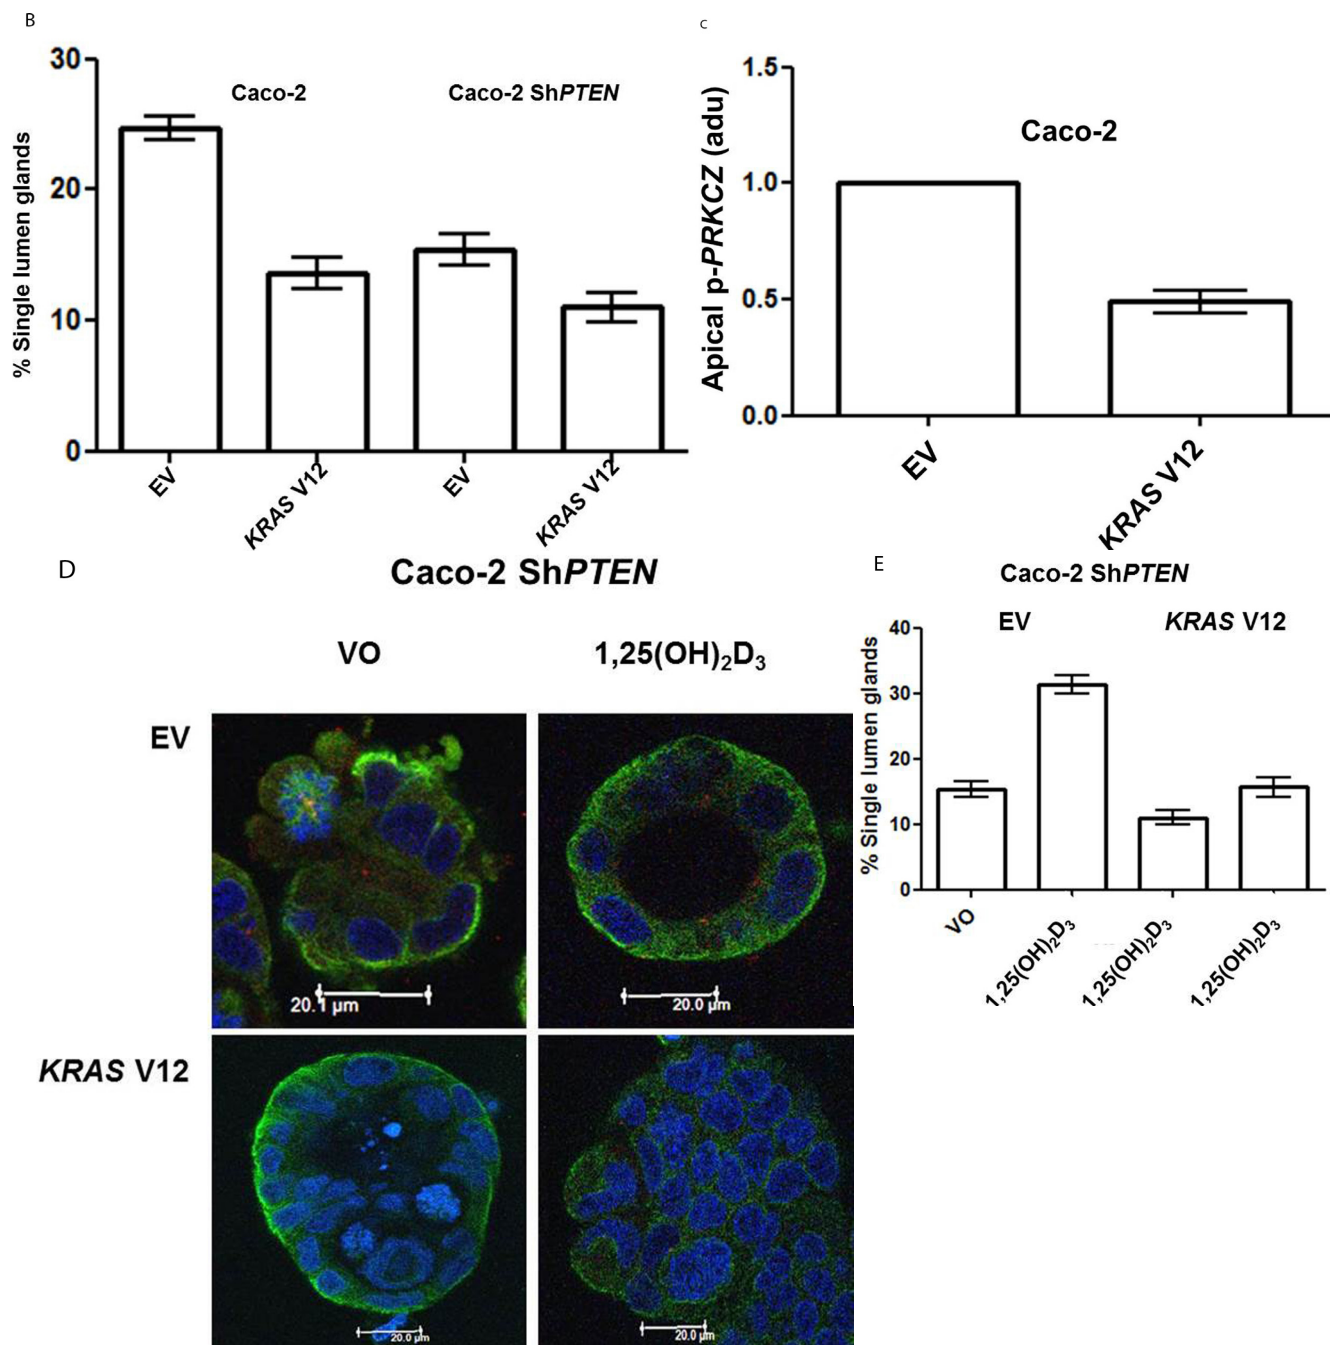 B
% Single lumen glands
30
20
10
0
Caco-2
Caco-2 ShPTEN
EV
KRAS V12
EV
KRAS V12
C
Apical p-PRKCZ (adu)
1.5
1.0
0.5
0.0
Caco-2
EV
KRAS V12
D
Caco-2 ShPTEN
VO
1,25(OH)₂D₃
EV
20.1 µm
20.0 µm
KRAS V12
20.0 µm
20.0 µm
E
Caco-2 ShPTEN
EV
KRAS V12
% Single lumen glands
40
30
20
10
0
VO
1,25(OH)₂D₃
1,25(OH)₂D₃
1,25(OH)₂D₃